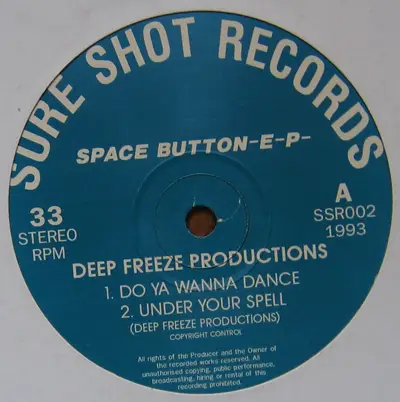 SURE SHOT RECORDS
SPACE BUTTON-E-P-
33
STEREO
RPM
A
SSR002
1993
DEEP FREEZE PRODUCTIONS
1. DO YA WANNA DANCE
2. UNDER YOUR SPELL
(DEEP FREEZE PRODUCTIONS)
COPYRIGHT CONTROL
All rights of the Producer and the Owner of
the recorded works reserved. All
unauthorised copying, public performance,
broadcasting, hiring or rental of this
recording prohibited.